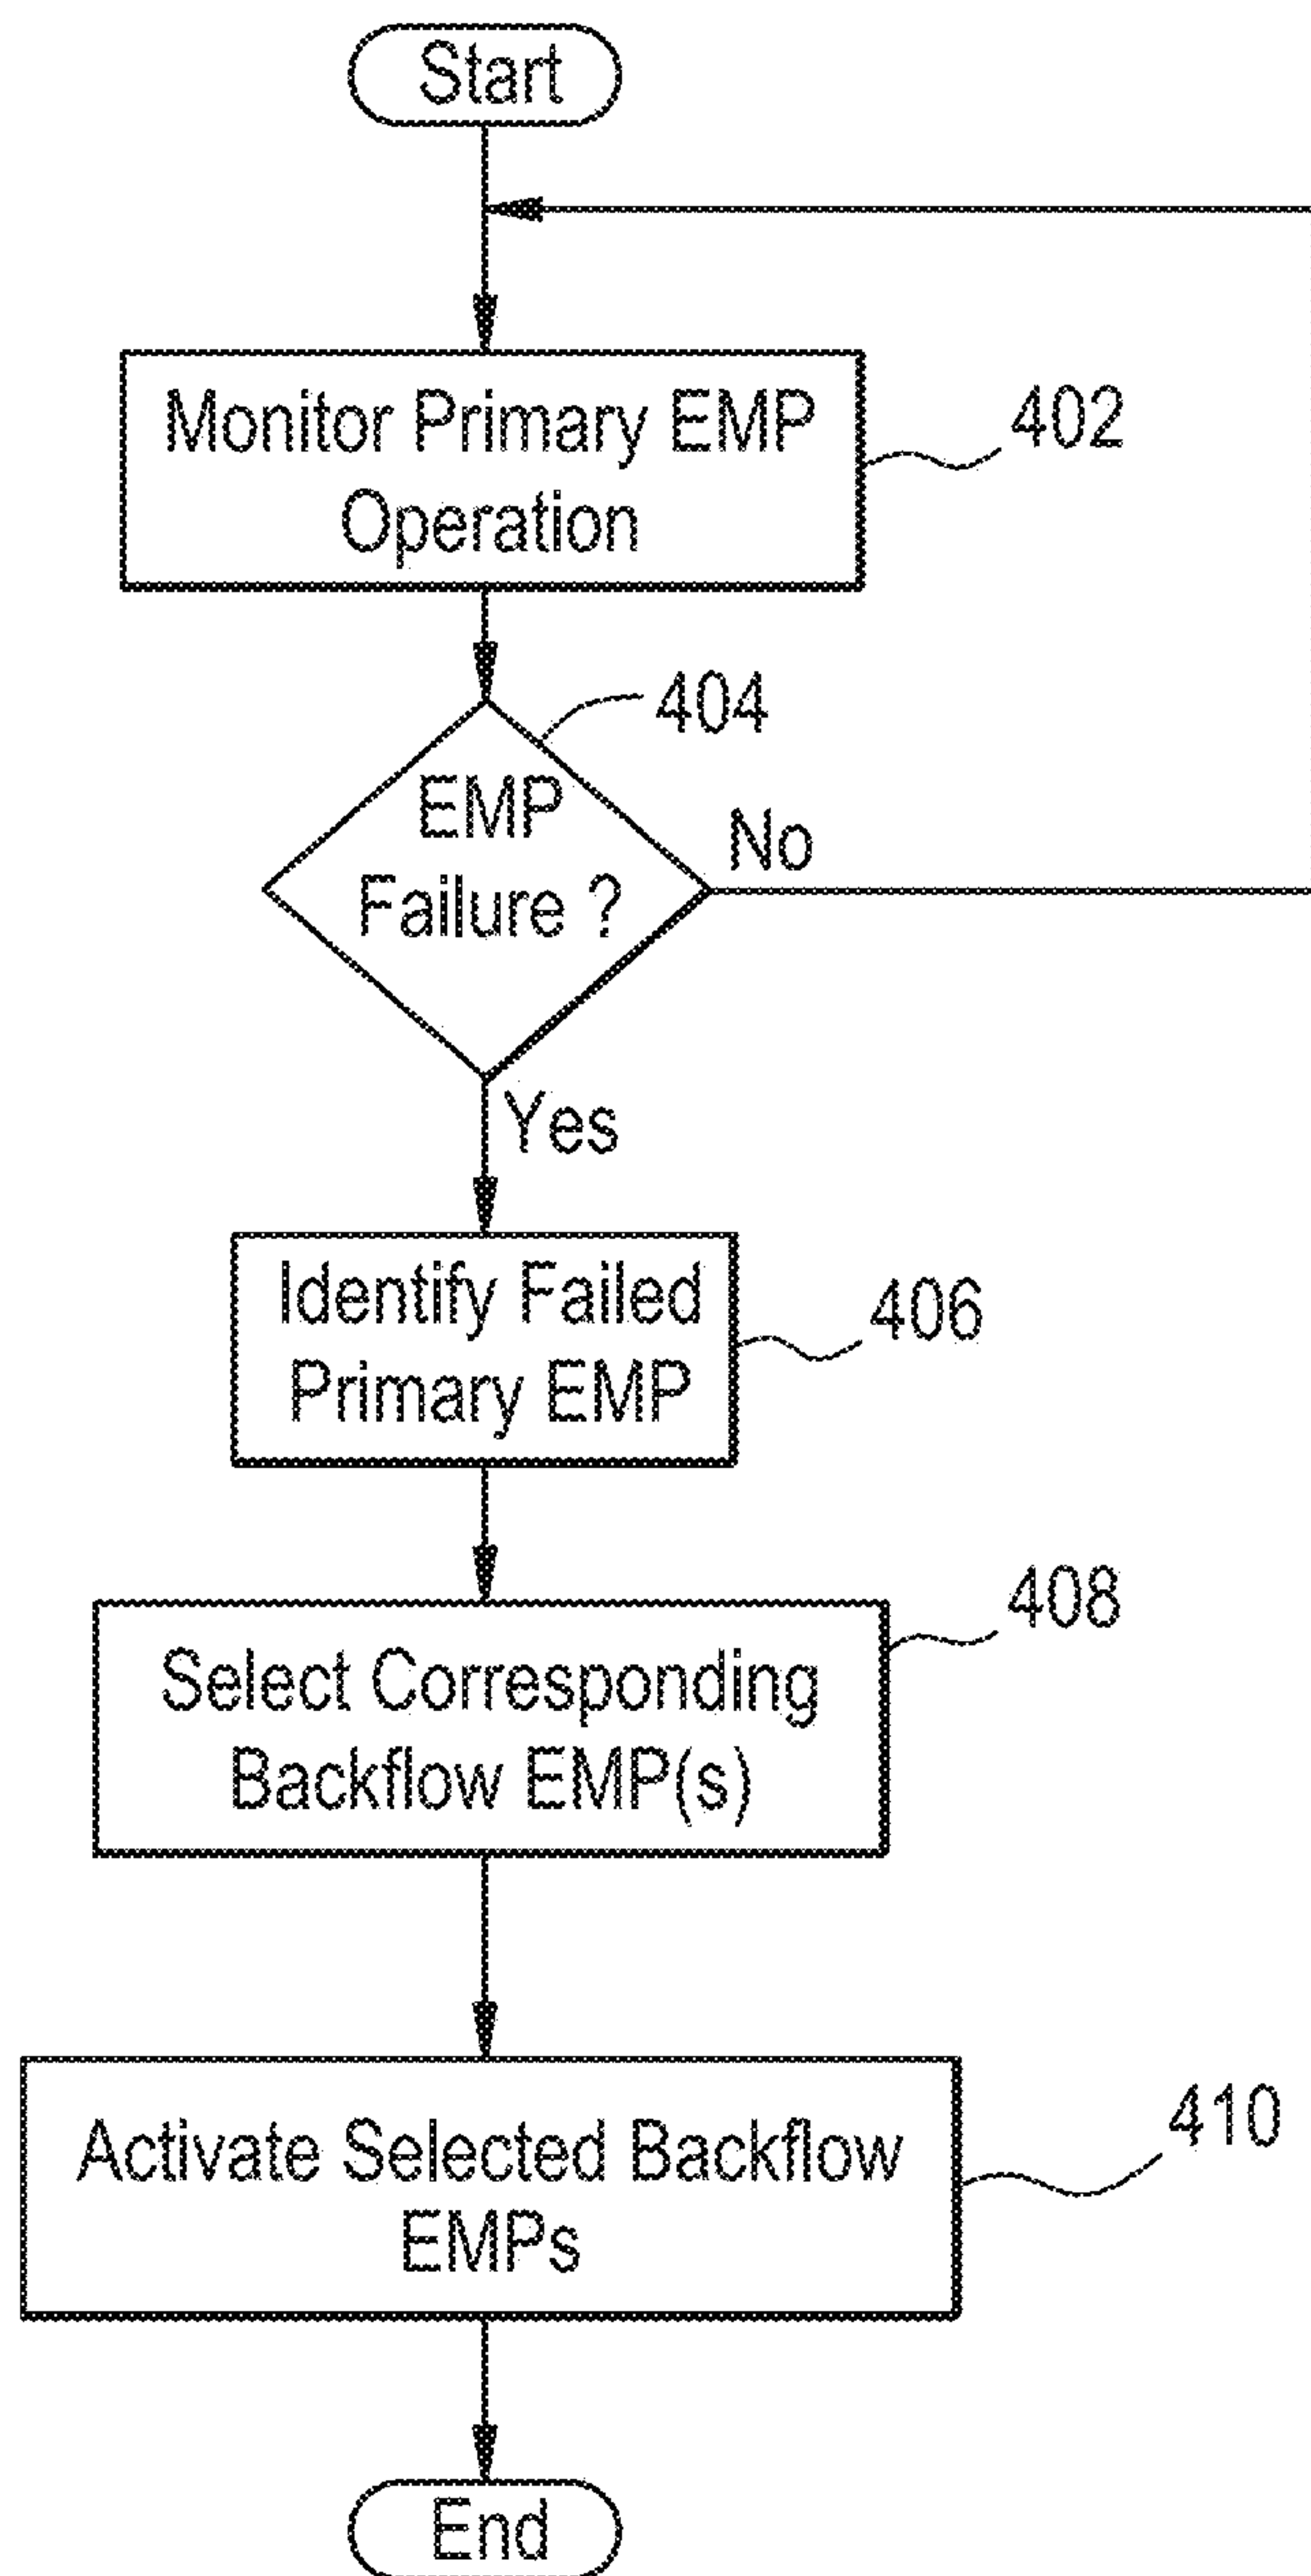 Start
Monitor Primary EMP
Operation
402
404
EMP
Failure ?
No
Yes
Identify Failed
Primary EMP
406
408
Select Corresponding
Backflow EMP(s)
410
Activate Selected Backflow
EMPs
End